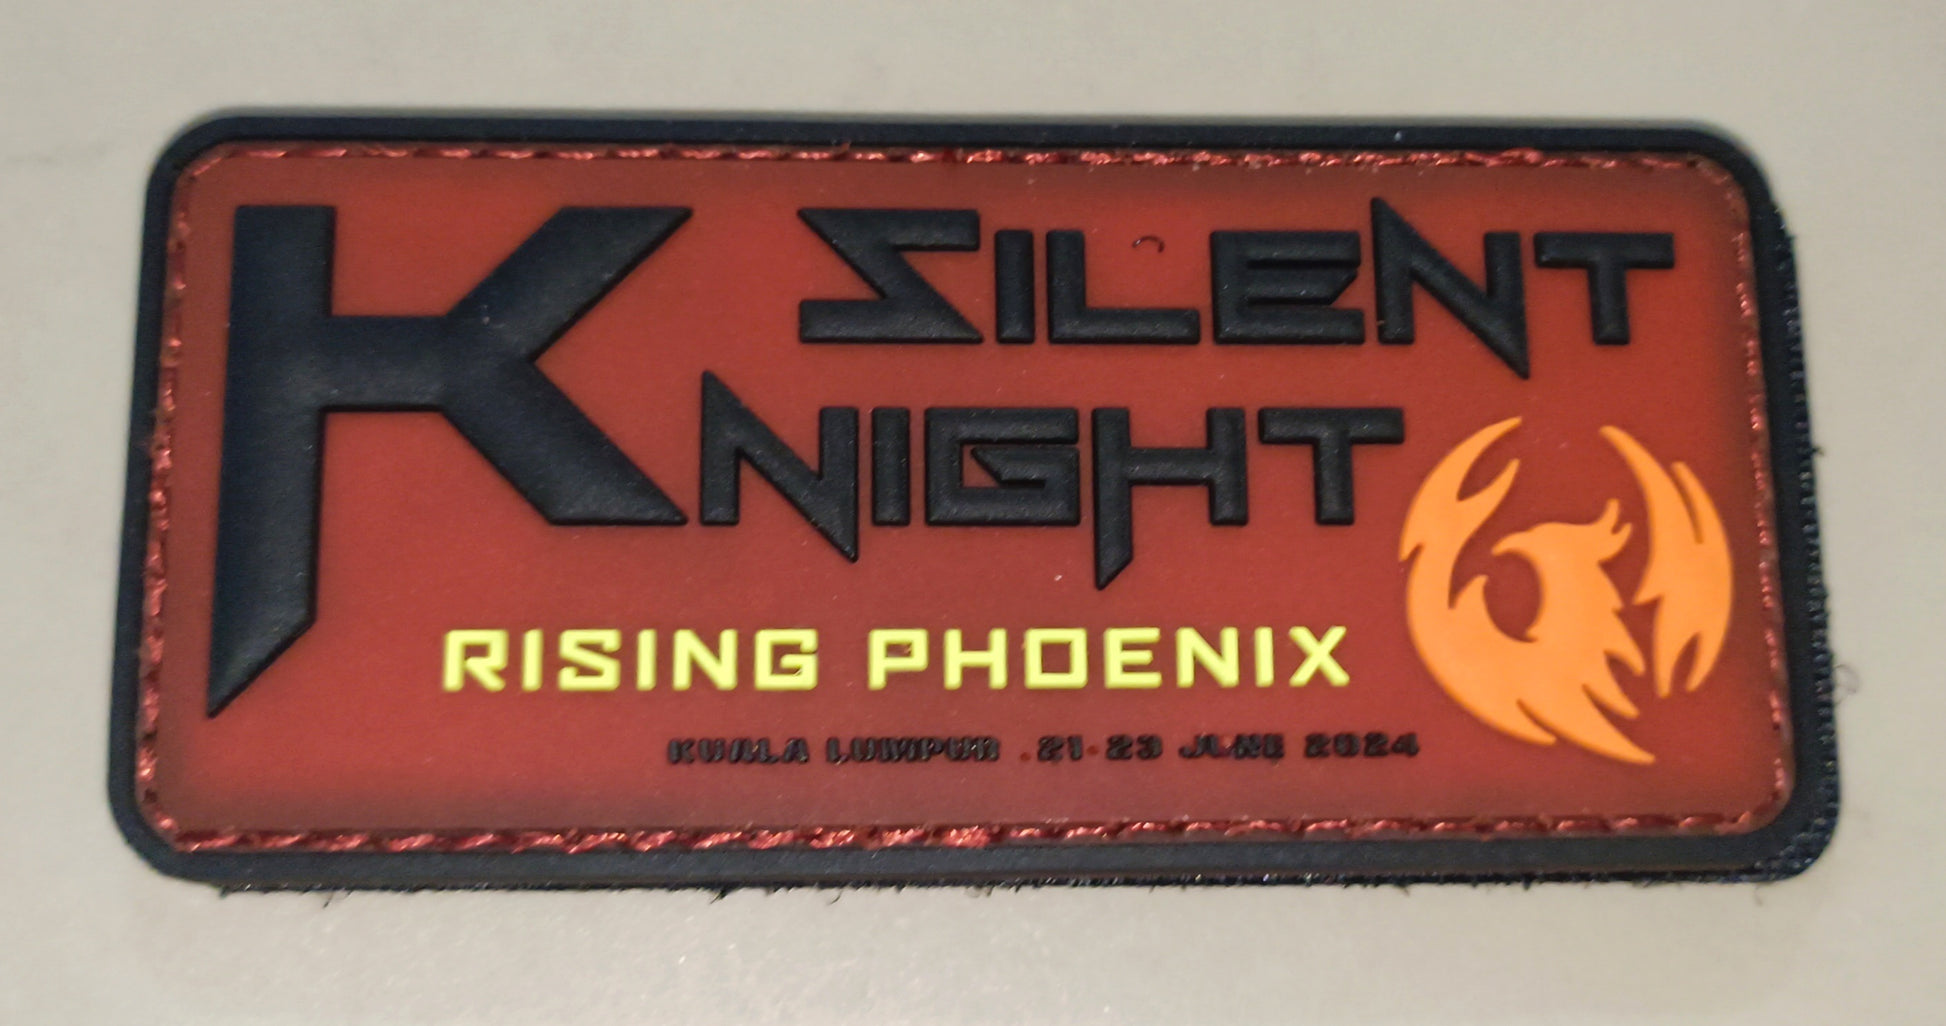 SILENT
KNIGHT
RISING PHOENIX
KUALA LUMPUR . 21-23 JUNE 2024